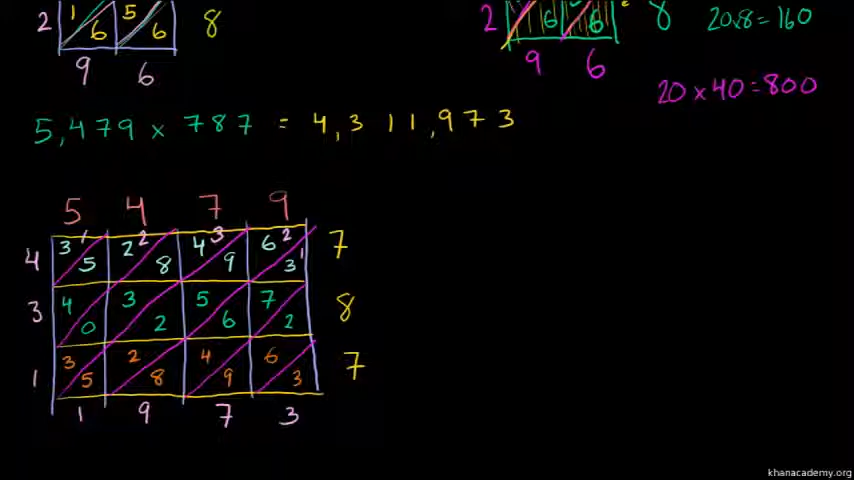 2 1 6 5 6 8
9 6
2 6 6 8
9 6
20x8=160
20 x 40=800
5,479 x 787 = 4,311,973
5 4 7 9
4 3 1 5 2 2 8 4 3 9 6 2 3 1 7
3 4 0 3 2 5 6 7 2 8
1 3 5 2 8 4 9 6 3 7
1 9 7 3
khanacademy.org